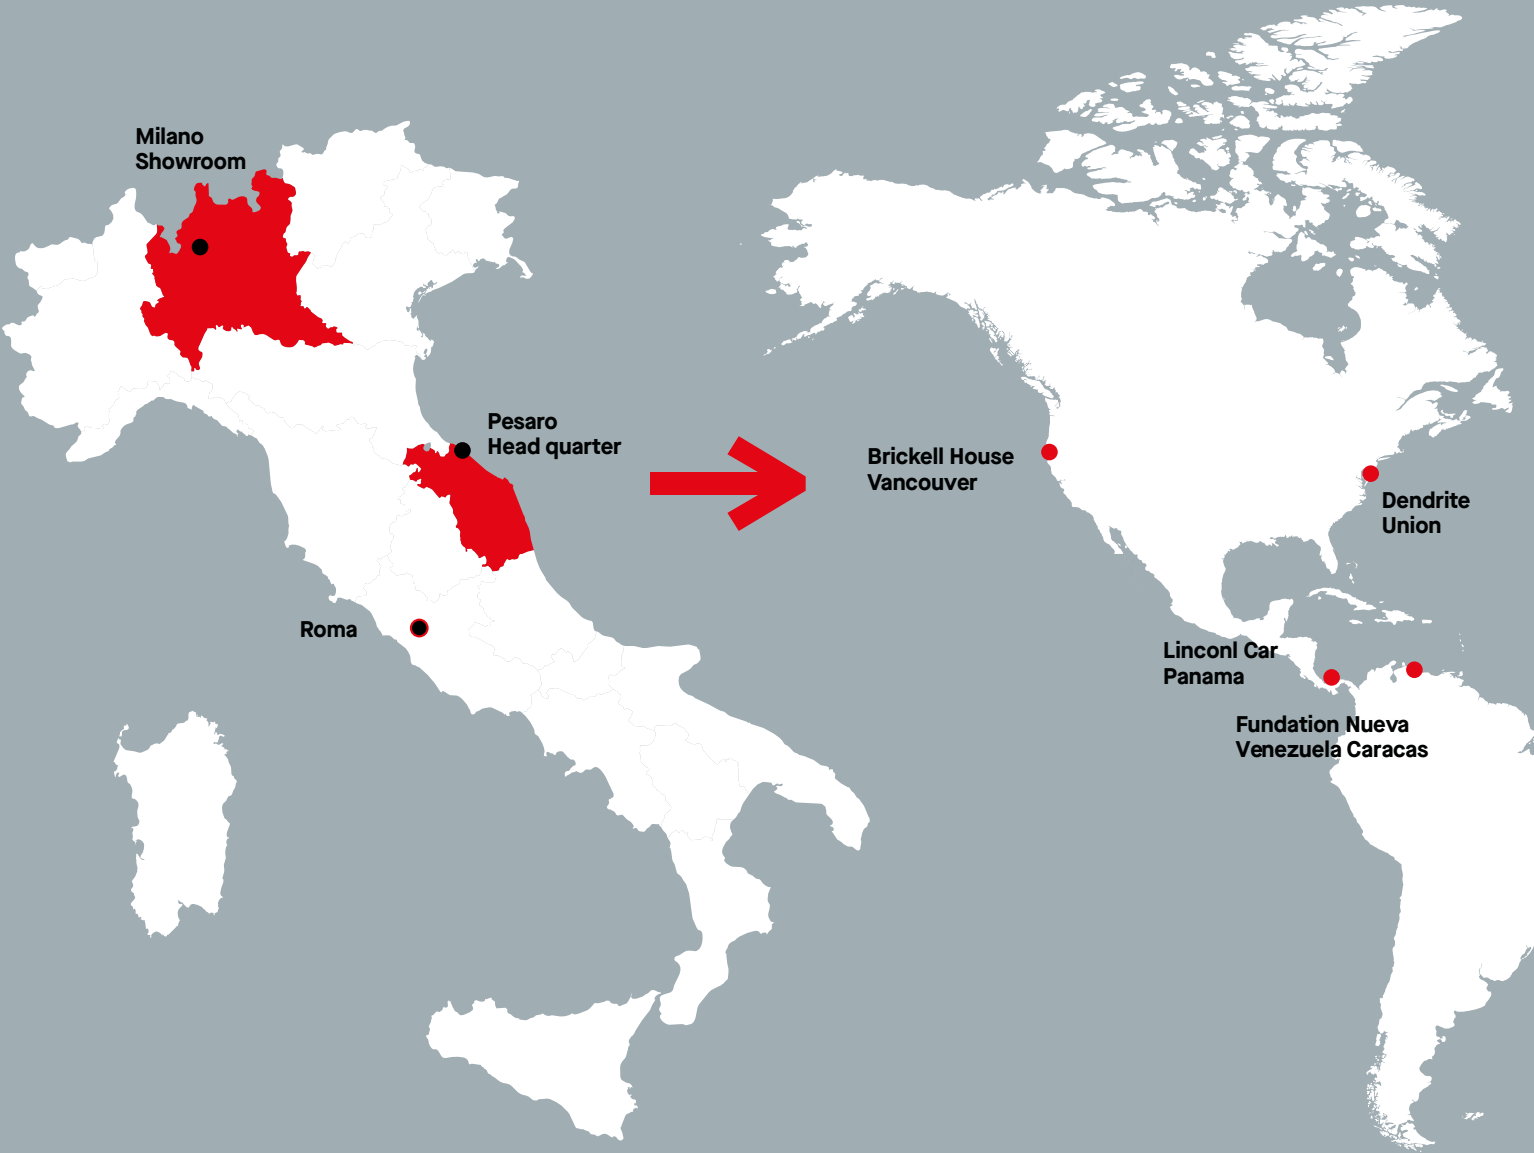 Milano
Showroom
Pesaro
Head quarter
Roma
Brickell House
Vancouver
Dendrite
Union
Linconl Car
Panama
Fundation Nueva
Venezuela Caracas